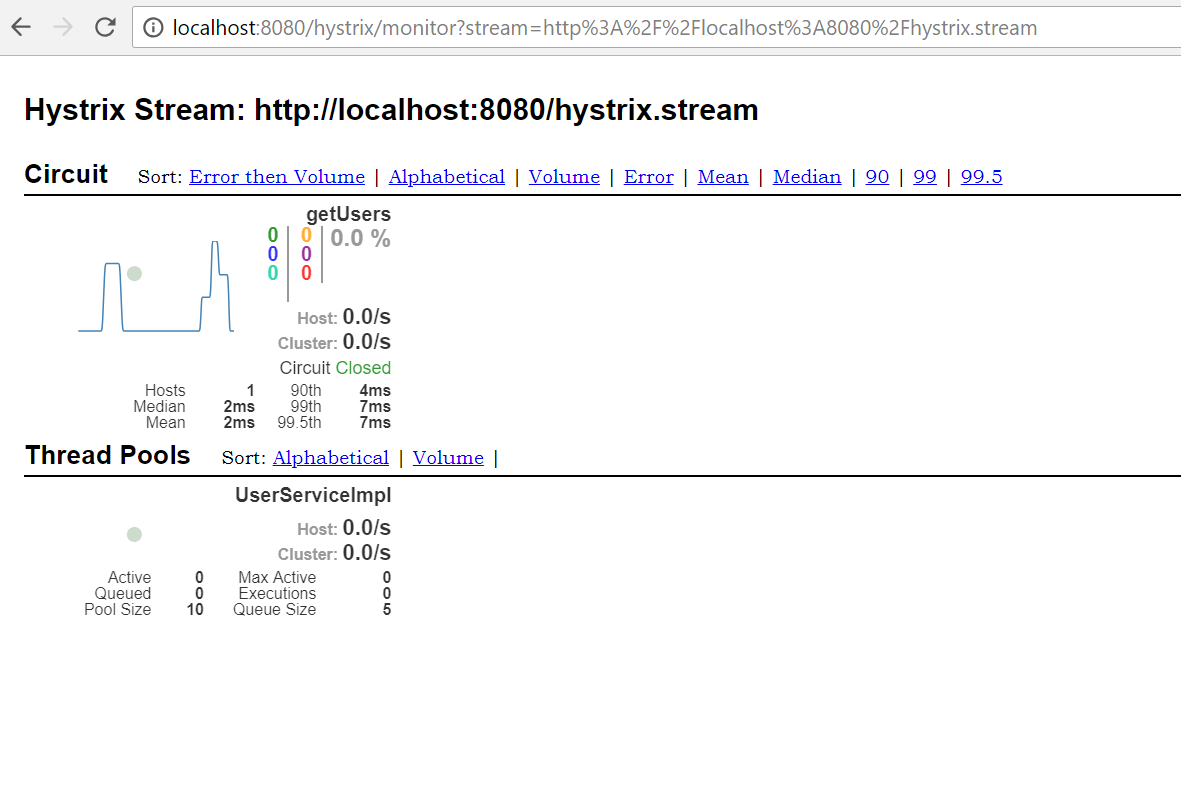 localhost:8080/hystrix/monitor?stream=http%3A%2F%2Flocalhost%3A8080%2Fhystrix.stream
Hystrix Stream: http://localhost:8080/hystrix.stream
Circuit Sort: Error then Volume | Alphabetical | Volume | Error | Mean | Median | 90 | 99 | 99.5
getUsers
0 0 0.0 %
0 0
0 0
Host: 0.0/s
Cluster: 0.0/s
Circuit Closed
Hosts 1 90th 4ms
Median 2ms 99th 7ms
Mean 2ms 99.5th 7ms
Thread Pools Sort: Alphabetical | Volume |
UserServiceImpl
Host: 0.0/s
Cluster: 0.0/s
Active 0 Max Active 0
Queued 0 Executions 0
Pool Size 10 Queue Size 5